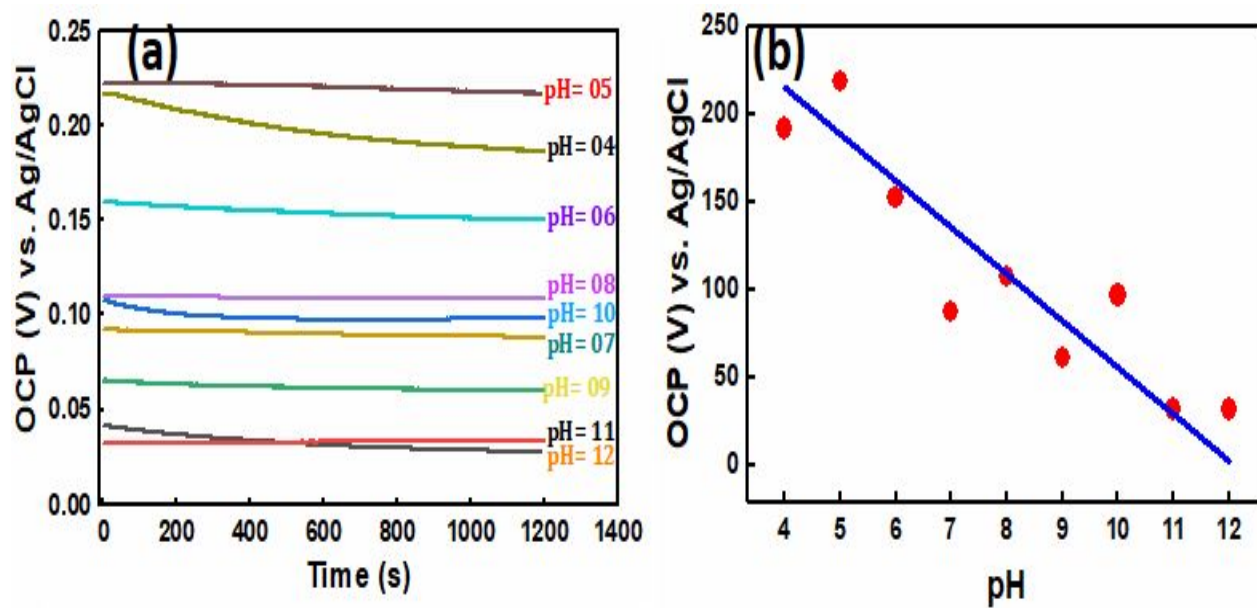 (a)
OCP (V) vs. Ag/AgCl
0.25
0.20
0.15
0.10
0.05
0.00
pH= 05
pH= 04
pH= 06
pH= 08
pH= 10
pH= 07
pH= 09
pH= 11
pH= 12
0 200 400 600 800 1000 1200 1400
Time (s)
(b)
OCP (V) vs. Ag/AgCl
250
200
150
100
50
0
4 5 6 7 8 9 10 11 12
pH